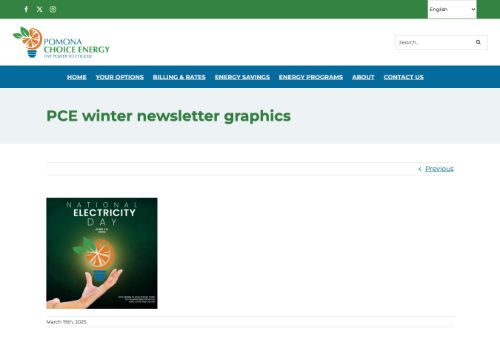 English
POMONA
CHOICE ENERGY
THE POWER TO CHOOSE
Search...
HOME YOUR OPTIONS BILLING & RATES ENERGY SAVINGS ENERGY PROGRAMS ABOUT CONTACT US
PCE winter newsletter graphics
Previous
NATIONAL
ELECTRICITY
DAY
March 19th, 2025